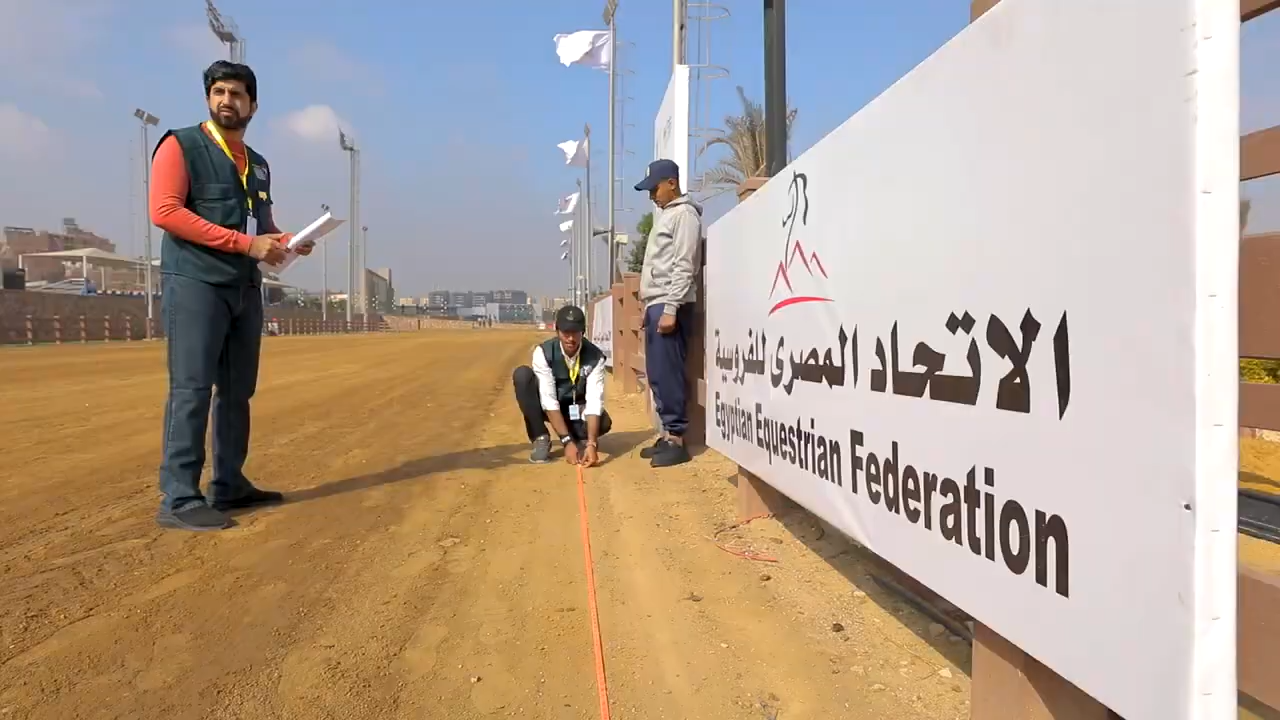 الاتحاد المصرى للفروسية
Egyptian Equestrian Federation